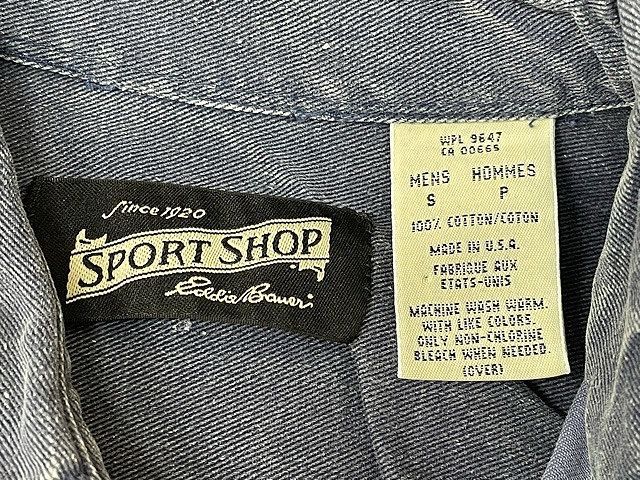 Since 1920
SPORT SHOP
Eddie Bauer
WPL 9647
CA 00665
MENS HOMMES
S P
100% COTTON/COTON
MADE IN U.S.A.
FABRIQUE AUX
ETATS-UNIS
MACHINE WASH WARM.
WITH LIKE COLORS.
ONLY NON-CHLORINE
BLEACH WHEN NEEDED.
(OVER)